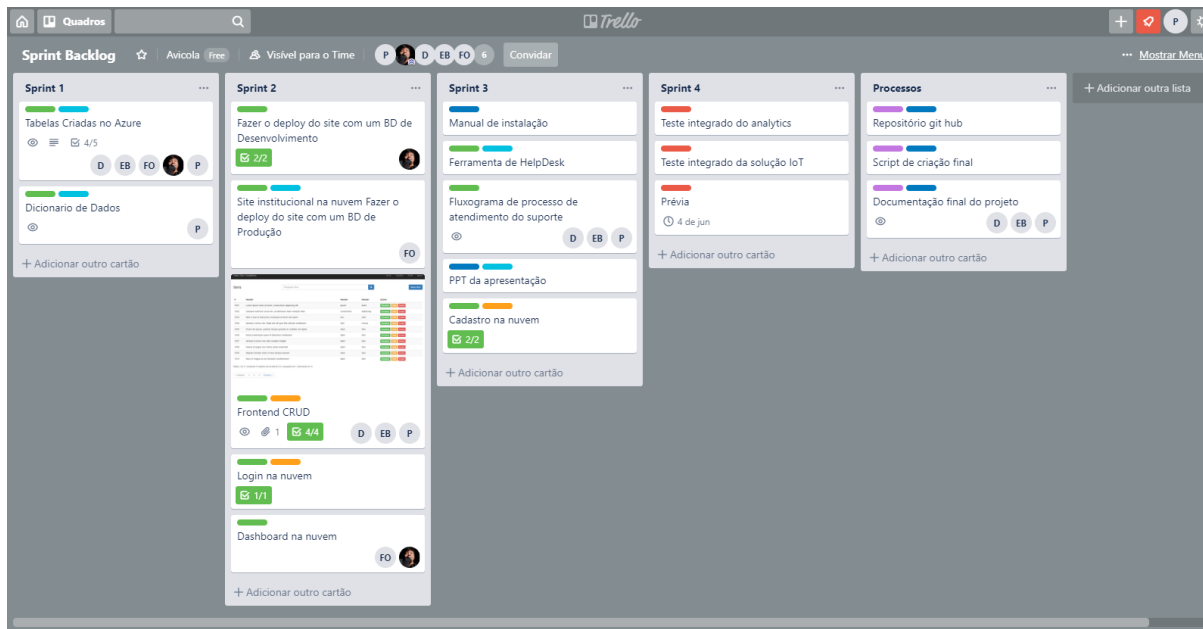 Quadros
Trello
P
Sprint Backlog
Avicola Free
Visível para o Time
P D EB FO 6
Convidar
... Mostrar Menu
Sprint 1
Tabelas Criadas no Azure
4/5
D EB FO P
Dicionario de Dados
P
+ Adicionar outro cartão
Sprint 2
Fazer o deploy do site com um BD de
Desenvolvimento
2/2
Site institucional na nuvem Fazer o
deploy do site com um BD de
Produção
FO
Frontend CRUD
1 4/4 D EB P
Login na nuvem
1/1
Dashboard na nuvem
FO
+ Adicionar outro cartão
Sprint 3
Manual de instalação
Ferramenta de HelpDesk
Fluxograma de processo de
atendimento do suporte
D EB P
PPT da apresentação
Cadastro na nuvem
2/2
+ Adicionar outro cartão
Sprint 4
Teste integrado do analytics
Teste integrado da solução IoT
Prévia
4 de jun
+ Adicionar outro cartão
Processos
Repositório git hub
Script de criação final
Documentação final do projeto
D EB P
+ Adicionar outro cartão
+ Adicionar outra lista